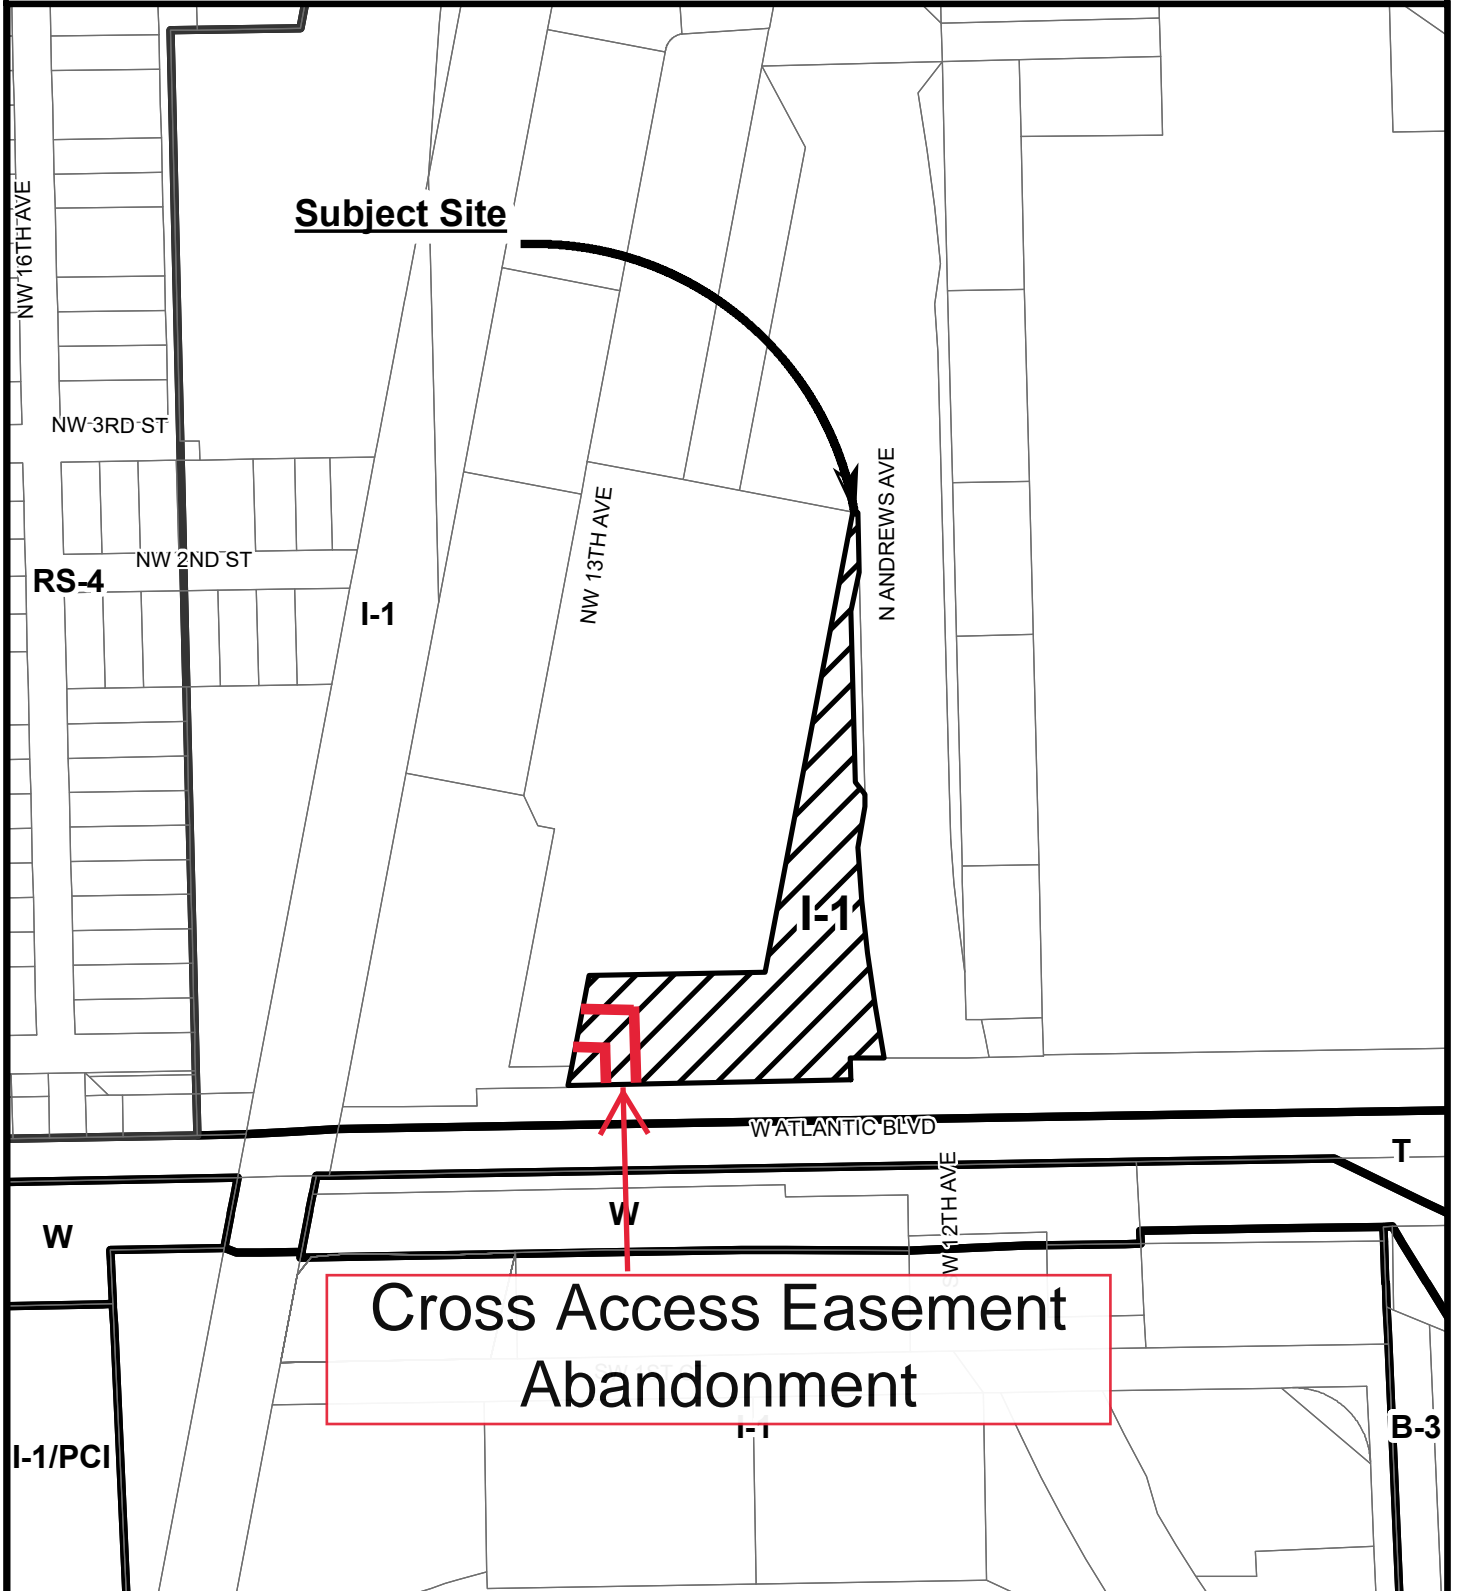 NW 16TH AVE
Subject Site
NW 3RD ST
NW 2ND ST
RS-4
I-1
NW 13TH AVE
N ANDREWS AVE
I-1
W ATLANTIC BLVD
T
SW 12TH AVE
W
W
Cross Access Easement
Abandonment
I-1
B-3
I-1/PCI